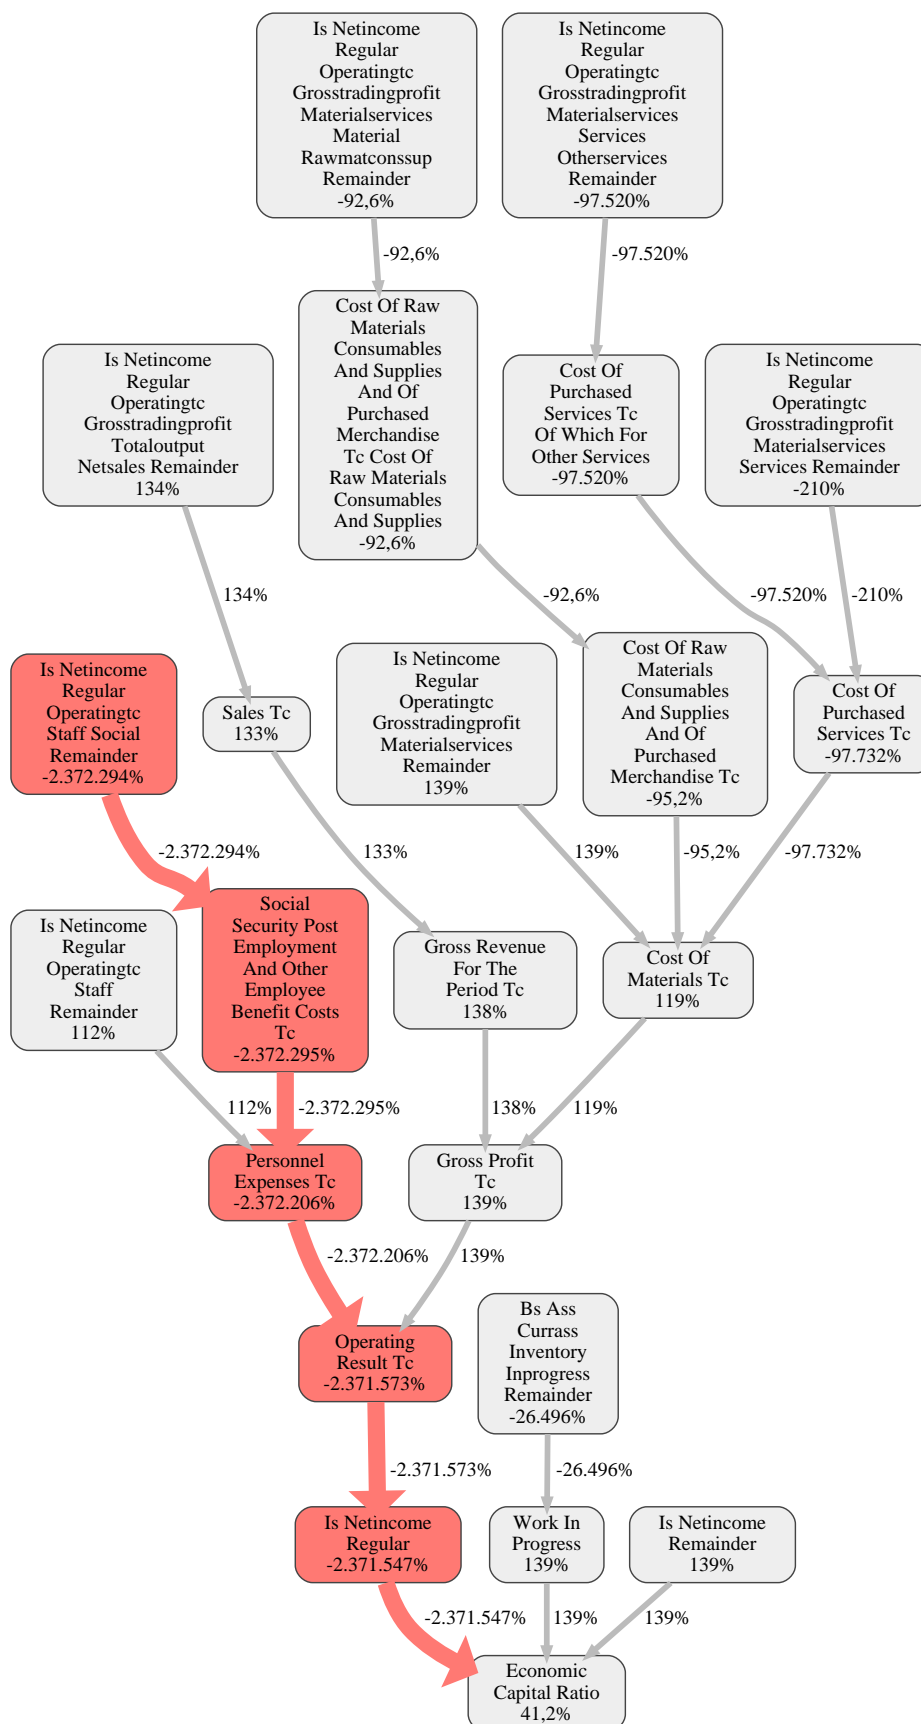 Is Netincome
Regular
Operatingtc
Grosstradingprofit
Materialservices
Material
Rawmatconssup
Remainder
-92,6%
Is Netincome
Regular
Operatingtc
Grosstradingprofit
Materialservices
Services
Otherservices
Remainder
-97.520%
-92,6%
-97.520%
Is Netincome
Regular
Operatingtc
Grosstradingprofit
Totaloutput
Netsales Remainder
134%
Cost Of Raw
Materials
Consumables
And Supplies
And Of
Purchased
Merchandise
Tc Cost Of
Raw Materials
Consumables
And Supplies
-92,6%
Cost Of
Purchased
Services Tc
Of Which For
Other Services
-97.520%
Is Netincome
Regular
Operatingtc
Grosstradingprofit
Materialservices
Services Remainder
-210%
134%
-92,6%
-97.520%
-210%
Is Netincome
Regular
Operatingtc
Staff Social
Remainder
-2.372.294%
Sales Tc
133%
Is Netincome
Regular
Operatingtc
Grosstradingprofit
Materialservices
Remainder
139%
Cost Of Raw
Materials
Consumables
And Supplies
And Of
Purchased
Merchandise Tc
-95,2%
Cost Of
Purchased
Services Tc
-97.732%
-2.372.294%
133%
139%
-95,2%
-97.732%
Is Netincome
Regular
Operatingtc
Staff
Remainder
112%
Social
Security Post
Employment
And Other
Employee
Benefit Costs
Tc
-2.372.295%
Gross Revenue
For The
Period Tc
138%
Cost Of
Materials Tc
119%
112%
-2.372.295%
138%
119%
Personnel
Expenses Tc
-2.372.206%
Gross Profit
Tc
139%
-2.372.206%
139%
Operating
Result Tc
-2.371.573%
Bs Ass
Currass
Inventory
Inprogress
Remainder
-26.496%
-2.371.573%
-26.496%
Is Netincome
Regular
-2.371.547%
Work In
Progress
139%
Is Netincome
Remainder
139%
-2.371.547%
139%
139%
Economic
Capital Ratio
41,2%